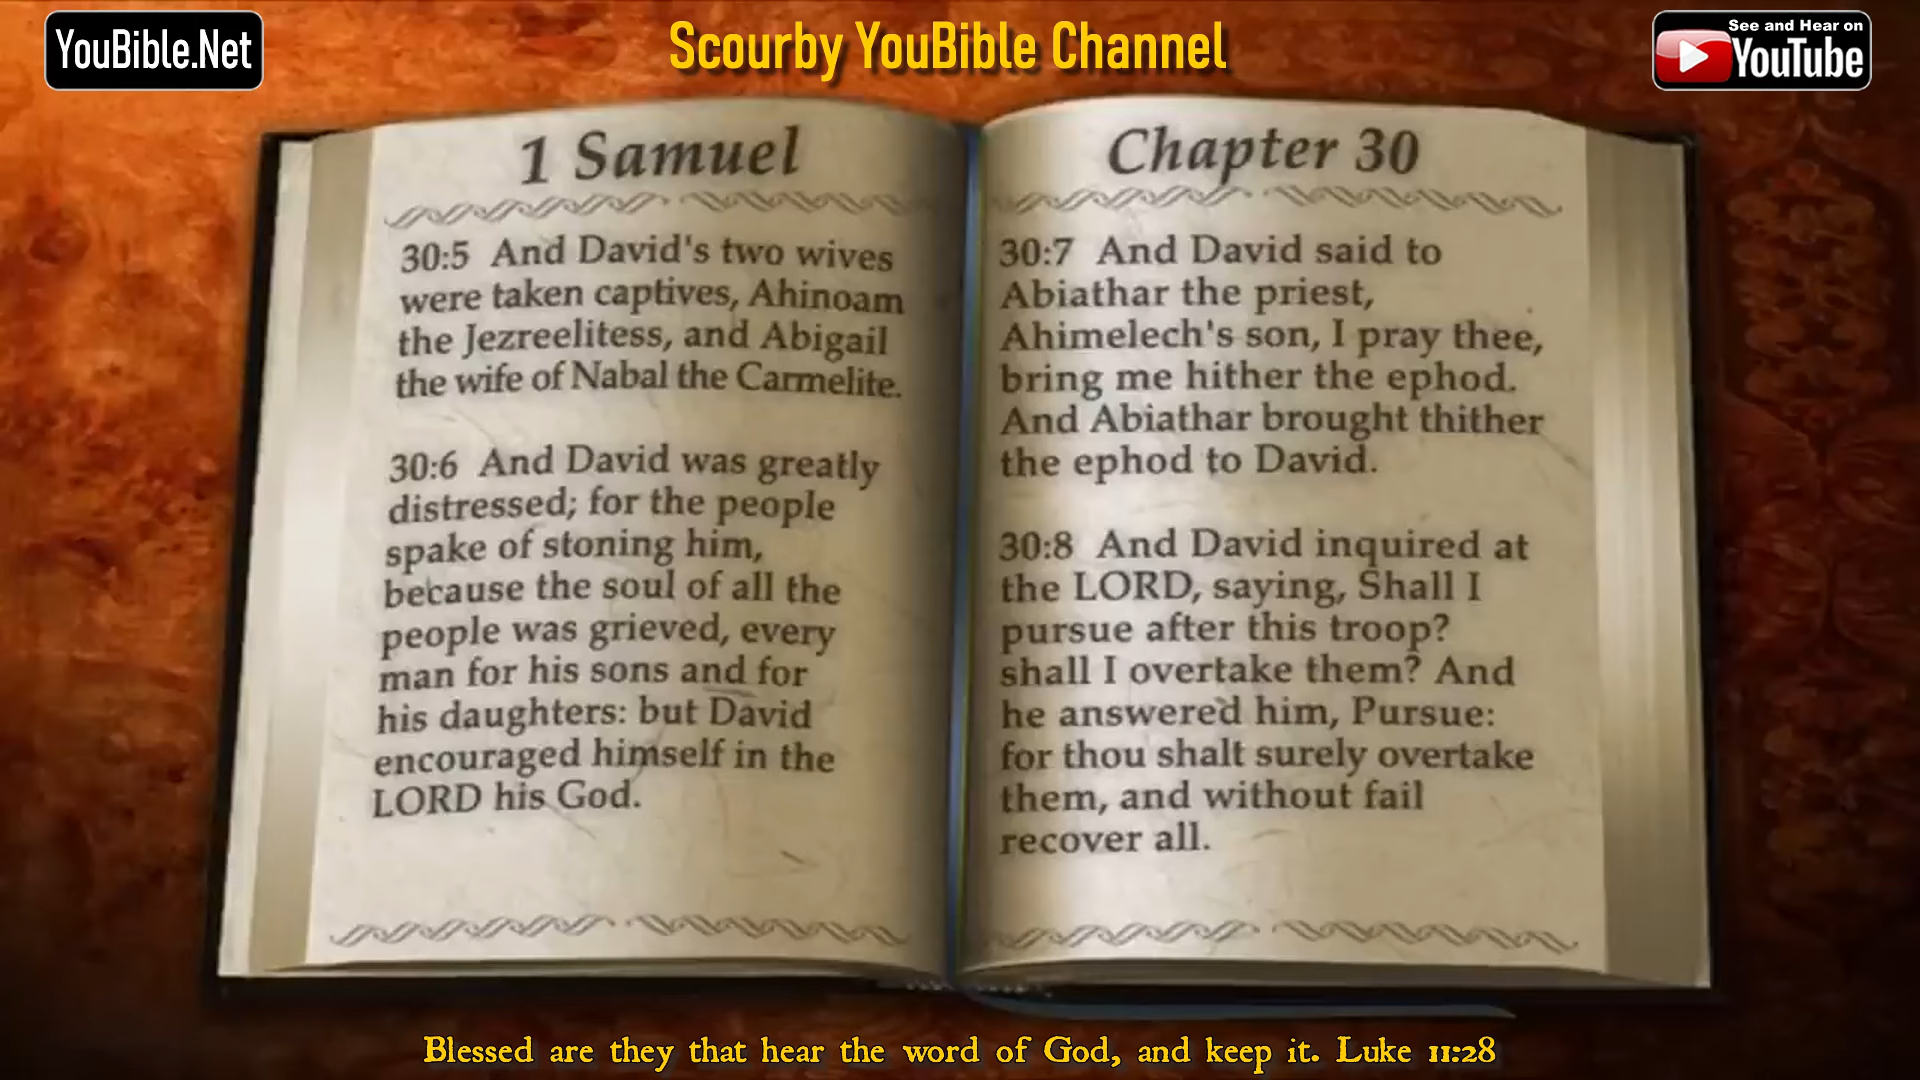 YouBible.Net
Scourby YouBible Channel
See and Hear on
YouTube
1 Samuel
30:5 And David's two wives
were taken captives, Ahinoam
the Jezreelitess, and Abigail
the wife of Nabal the Carmelite.
30:6 And David was greatly
distressed; for the people
spake of stoning him,
because the soul of all the
people was grieved, every
man for his sons and for
his daughters: but David
encouraged himself in the
LORD his God.
Chapter 30
30:7 And David said to
Abiathar the priest,
Ahimelech's son, I pray thee,
bring me hither the ephod.
And Abiathar brought thither
the ephod to David.
30:8 And David inquired at
the LORD, saying, Shall I
pursue after this troop?
shall I overtake them? And
he answered him, Pursue:
for thou shalt surely overtake
them, and without fail
recover all.
Blessed are they that hear the word of God, and keep it. Luke 11:28